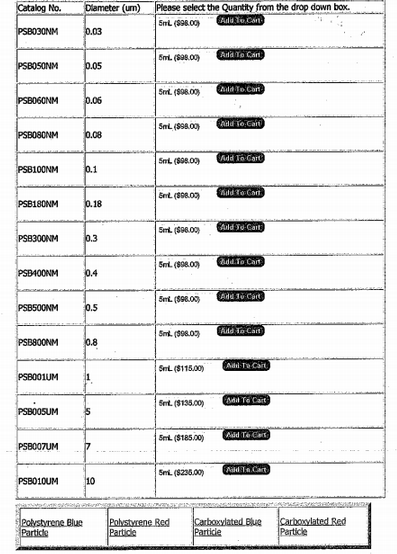 Catalog No. Diameter (um) Please select the Quantity from the drop down box.
PSB030NM 0.03 5mL ($98.00) Add To Cart
PSB050NM 0.05 5mL ($98.00) Add To Cart
PSB060NM 0.06 5mL ($98.00) Add To Cart
PSB080NM 0.08 5mL ($98.00) Add To Cart
PSB100NM 0.1 5mL ($98.00) Add To Cart
PSB180NM 0.18 5mL ($98.00) Add To Cart
PSB300NM 0.3 5mL ($98.00) Add To Cart
PSB400NM 0.4 5mL ($98.00) Add To Cart
PSB500NM 0.5 5mL ($98.00) Add To Cart
PSB800NM 0.8 5mL ($98.00) Add To Cart
PSB001UM 1 5mL ($115.00) Add To Cart
PSB005UM 5 5mL ($135.00) Add To Cart
PSB007UM 7 5mL ($185.00) Add To Cart
PSB010UM 10 5mL ($235.00) Add To Cart
Polystyrene Blue Particle
Polystyrene Red Particle
Carboxylated Blue Particle
Carboxylated Red Particle